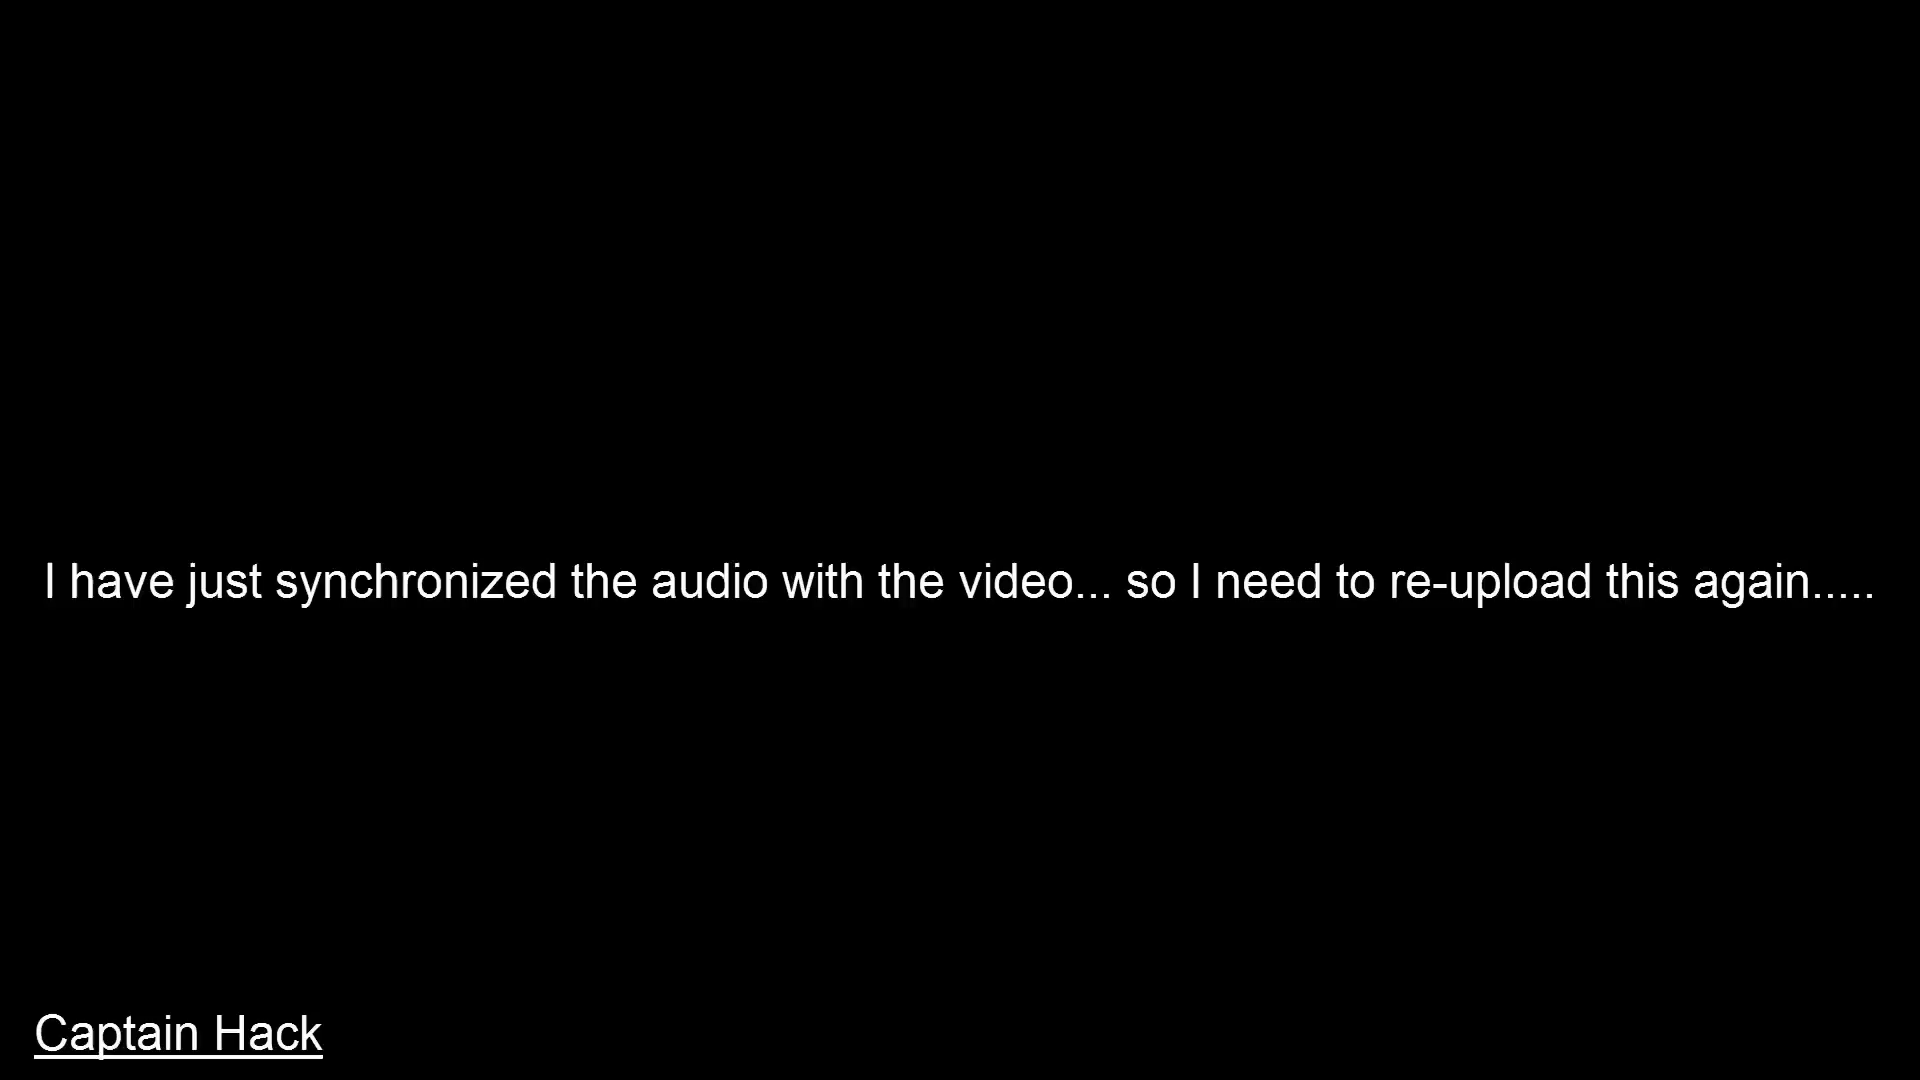 I have just synchronized the audio with the video... so I need to re-upload this again.....
Captain Hack